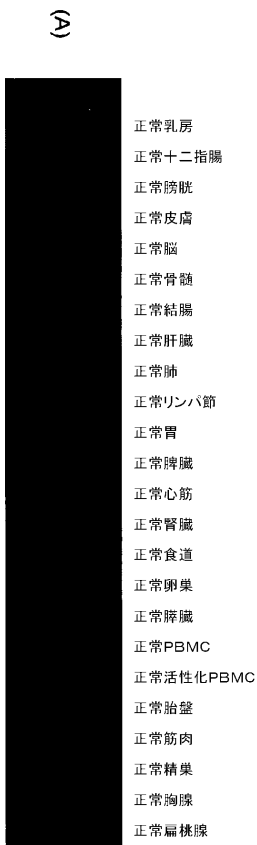 (A)
正常乳房
正常十二指腸
正常膀胱
正常皮膚
正常脳
正常骨髄
正常結腸
正常肝臓
正常肺
正常リンパ節
正常胃
正常脾臓
正常心筋
正常腎臓
正常食道
正常卵巣
正常膵臓
正常PBMC
正常活性化PBMC
正常胎盤
正常筋肉
正常精巣
正常胸腺
正常扁桃腺